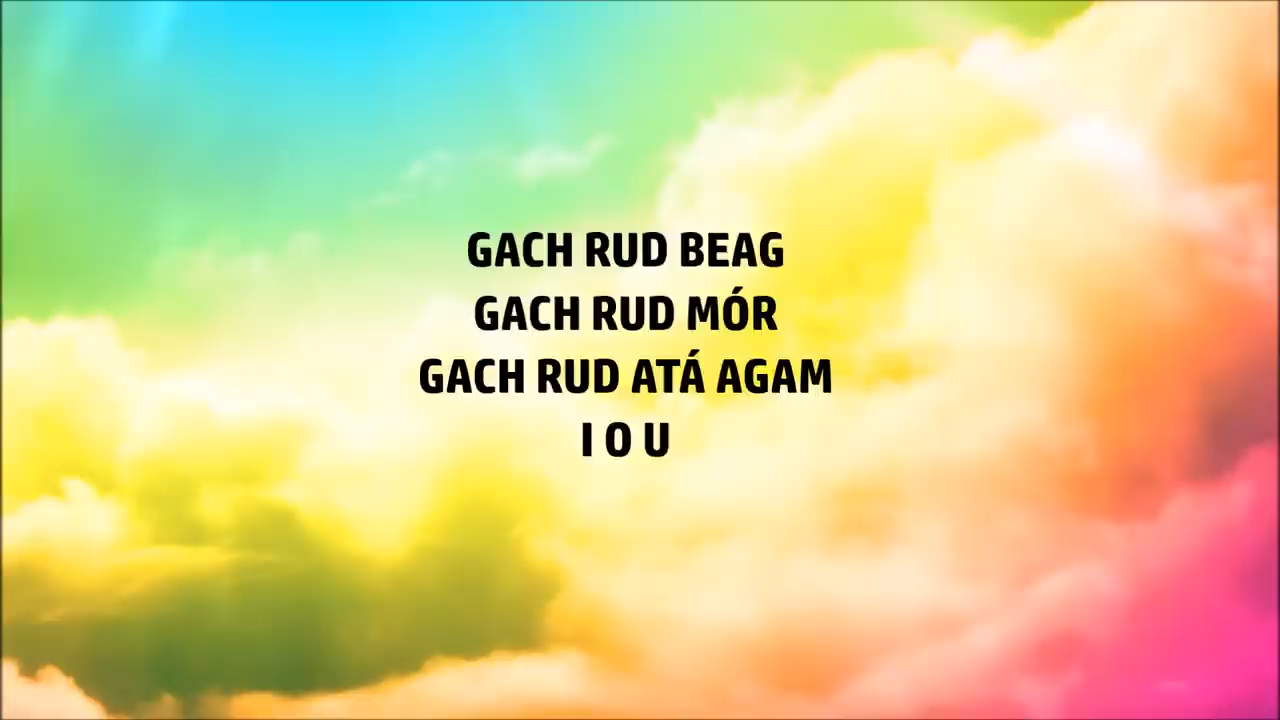 GACH RUD BEAG
GACH RUD MÓR
GACH RUD ATÁ AGAM
I O U